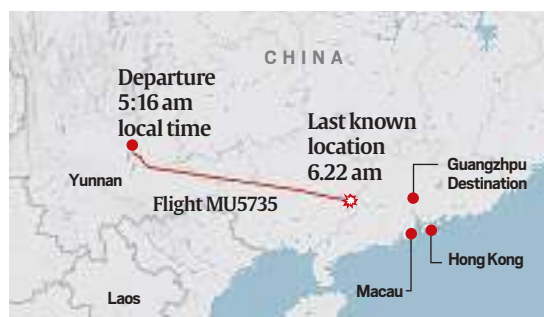 CHINA
Departure
5:16 am
local time
Last known
location
6.22 am
Guangzhpu
Destination
Yunnan
Flight MU5735
Hong Kong
Macau
Laos